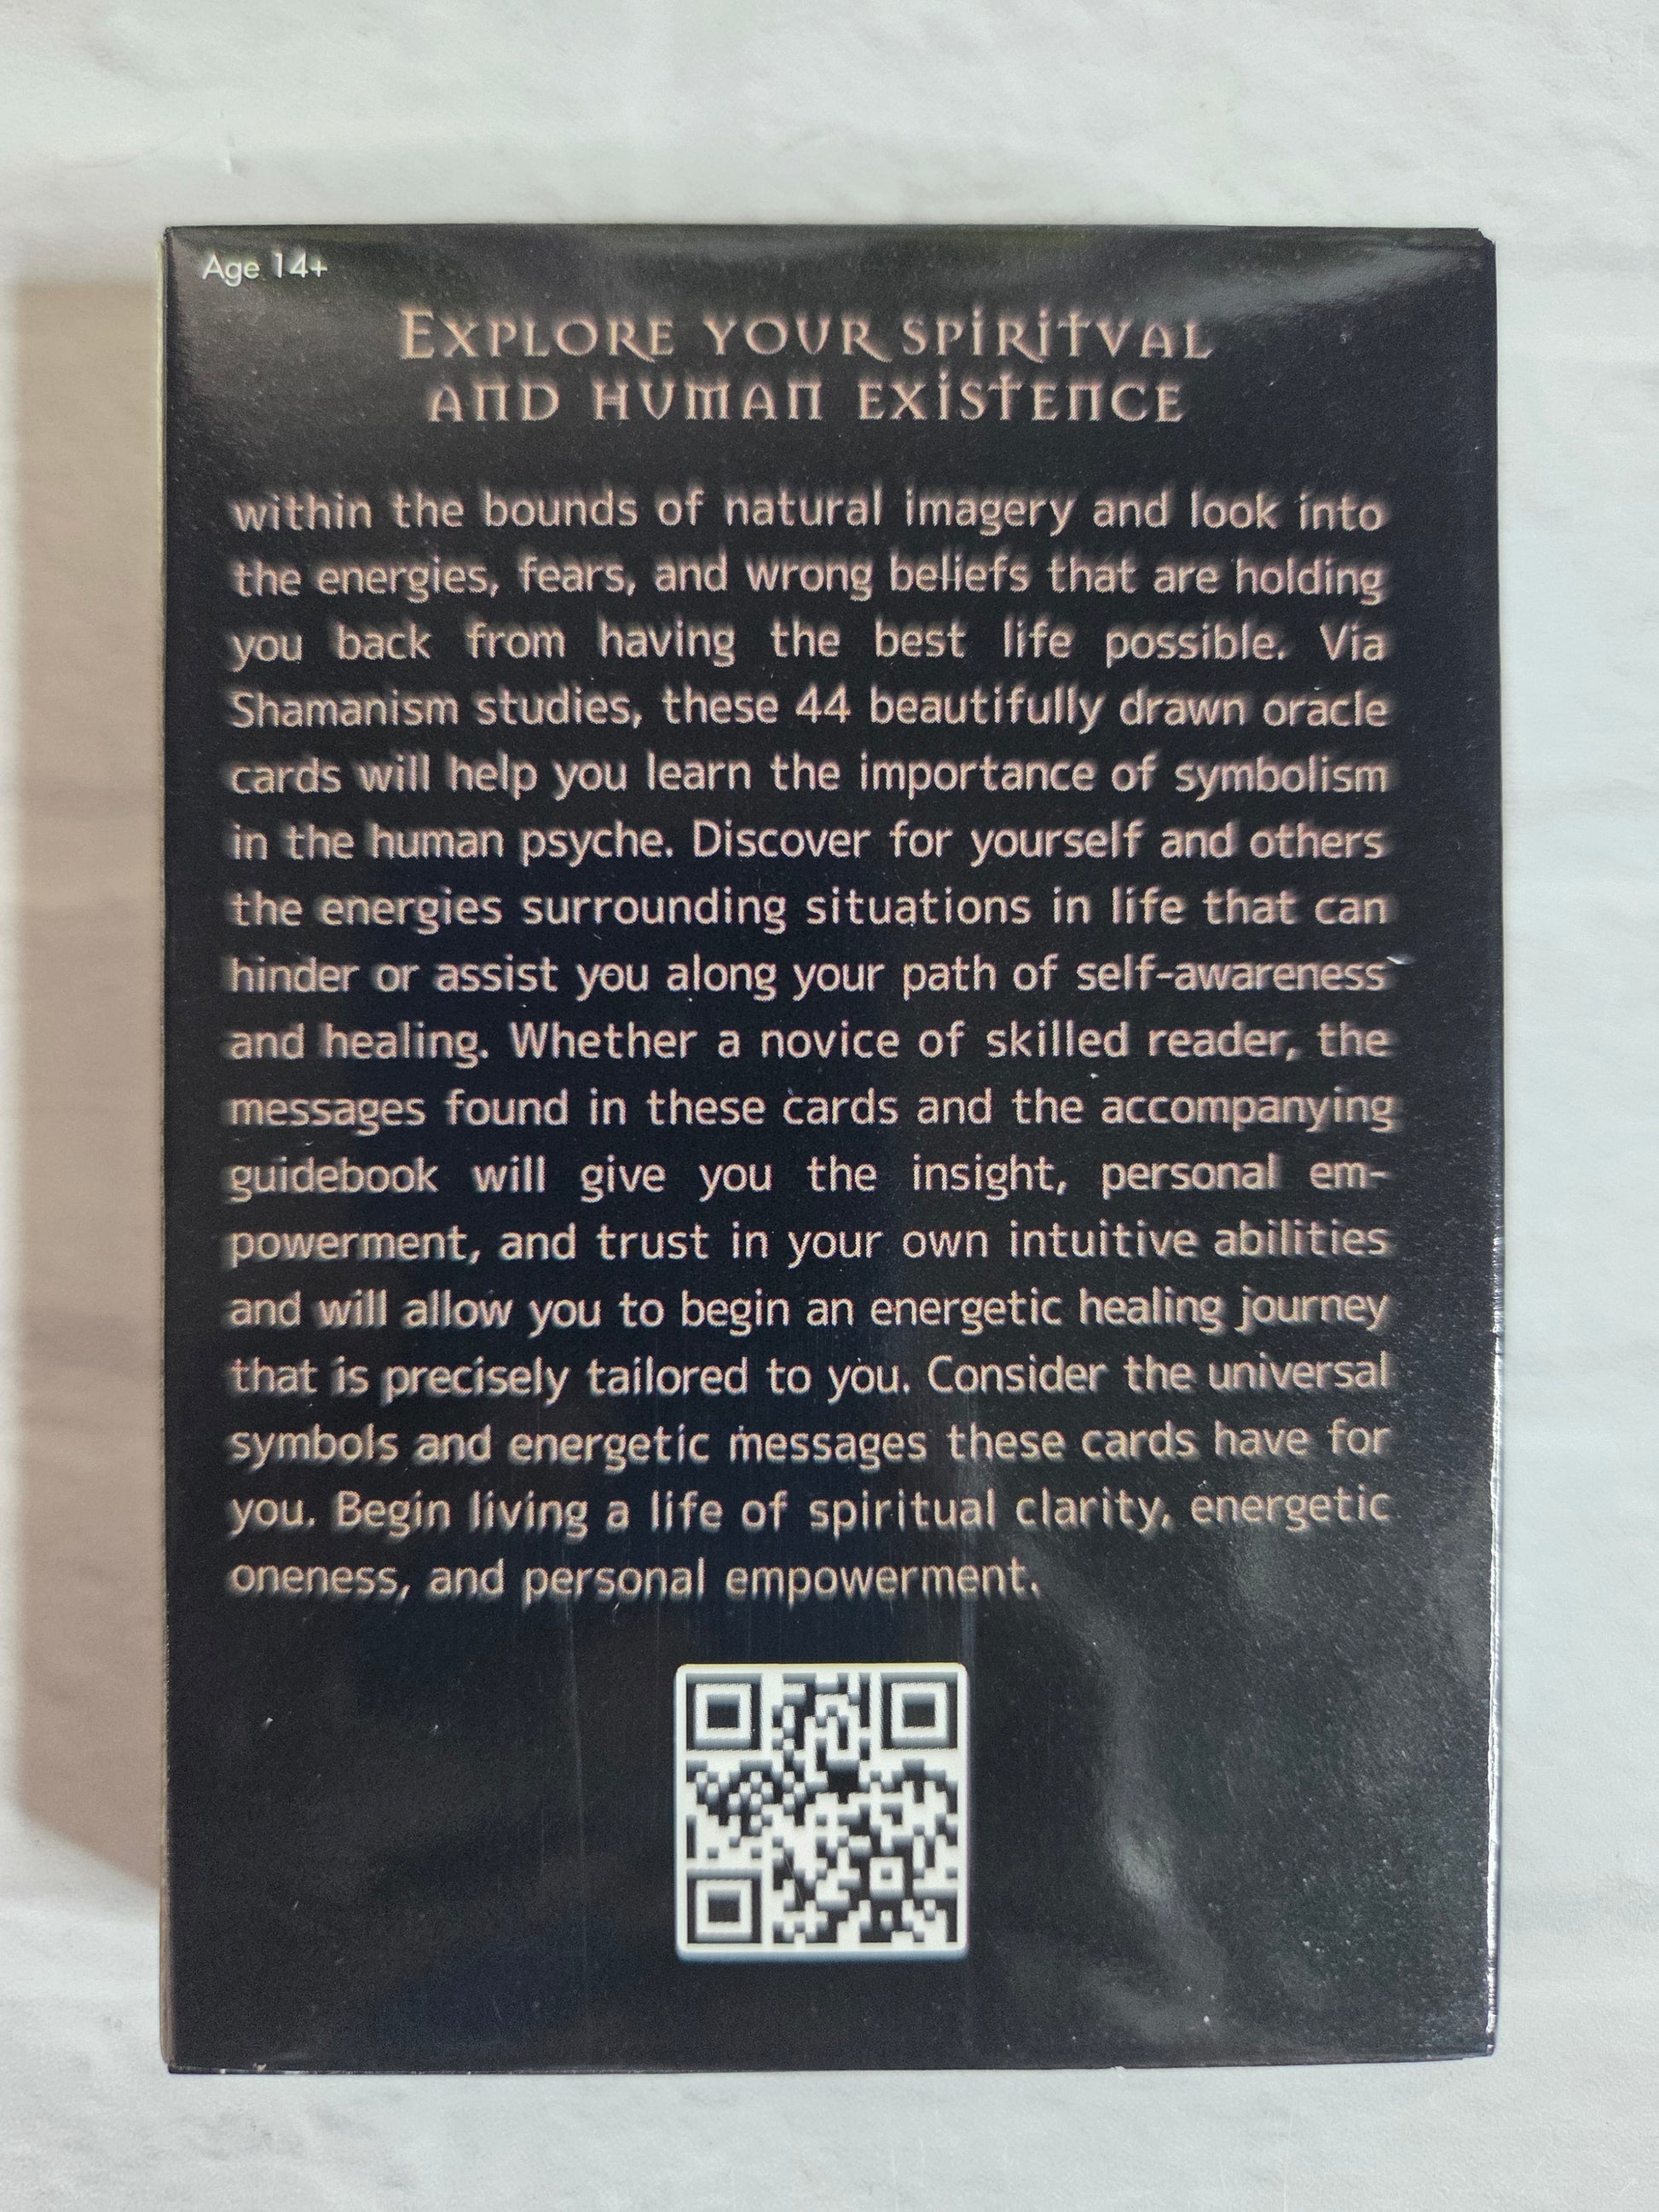 Age 14+
EXPLORE YOUR SPIRITVAL
AND HVMAN EXISTENCE
within the bounds of natural imagery and look into
the energies, fears, and wrong beliefs that are holding
you back from having the best life possible. Via
Shamanism studies, these 44 beautifully drawn oracle
cards will help you learn the importance of symbolism
in the human psyche. Discover for yourself and others
the energies surrounding situations in life that can
hinder or assist you along your path of self-awareness
and healing. Whether a novice of skilled reader, the
messages found in these cards and the accompanying
guidebook will give you the insight, personal em-
powerment, and trust in your own intuitive abilities
and will allow you to begin an energetic healing journey
that is precisely tailored to you. Consider the universal
symbols and energetic messages these cards have for
you. Begin living a life of spiritual clarity, energetic
oneness, and personal empowerment.